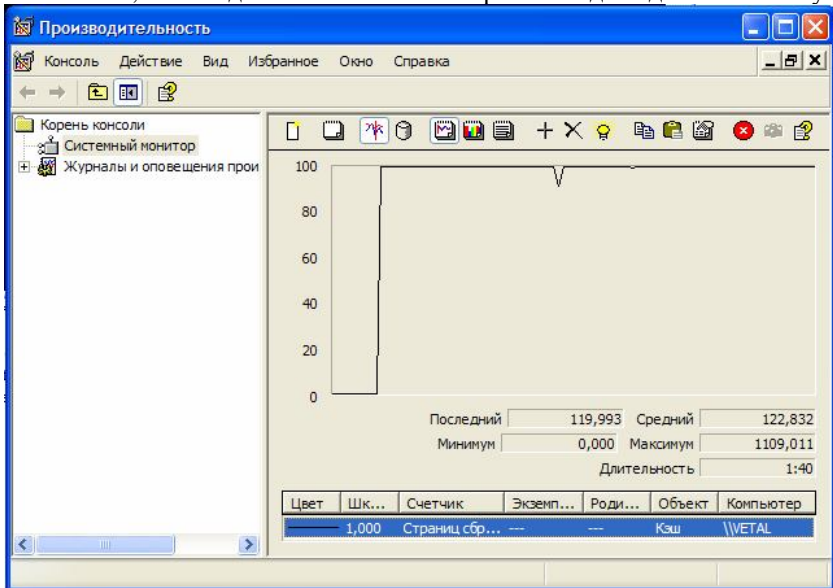 Производительность
Консоль Действие Вид Избранное Окно Справка
Корень консоли
Системный монитор
Журналы и оповещения прои
100
80
60
40
20
0
Последний 119,993 Средний 122,832
Минимум 0,000 Максимум 1109,011
Длительность 1:40
Цвет Шк... Счетчик Экземп... Роди... Объект Компьютер
1,000 Страниц сбр... --- --- Кэш \\VETAL